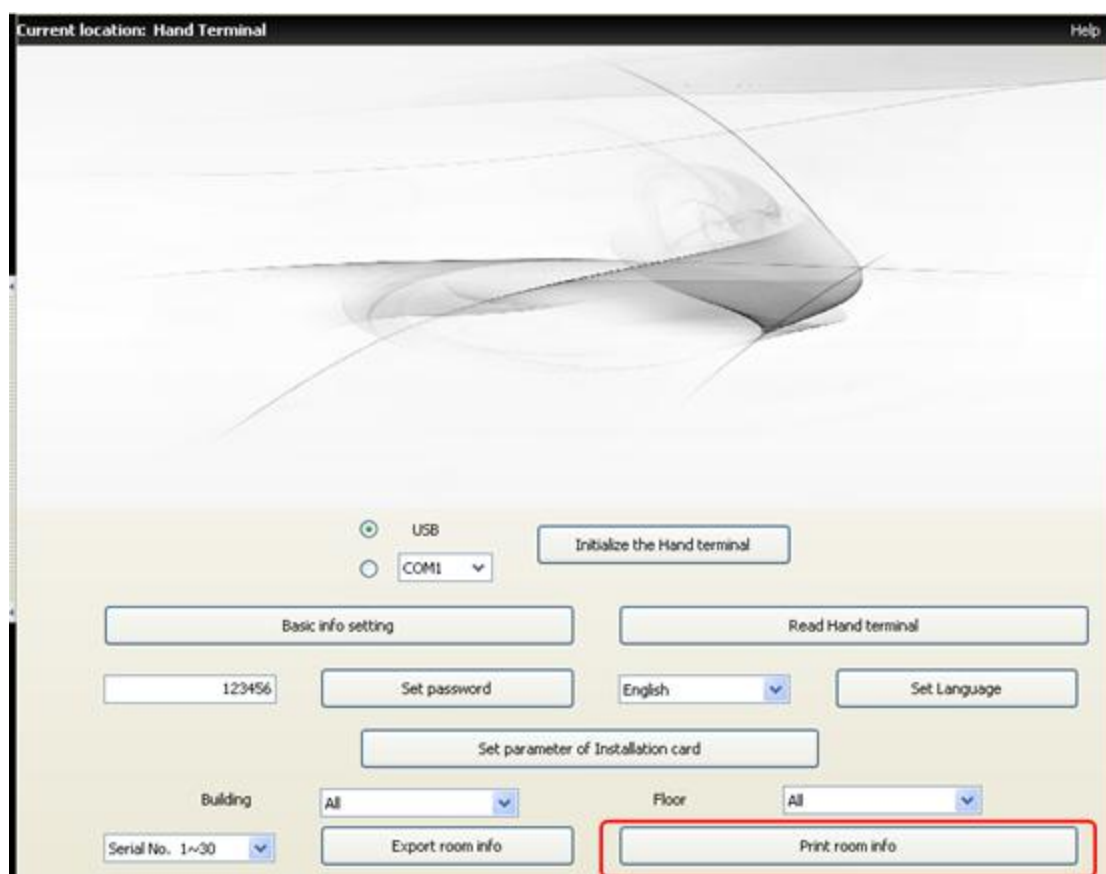 Current location: Hand Terminal Help
USB Initialize the Hand terminal
COM1
Basic info setting Read Hand terminal
123456 Set password English Set Language
Set parameter of Installation card
Building All Floor All
Serial No. 1~30 Export room info Print room info